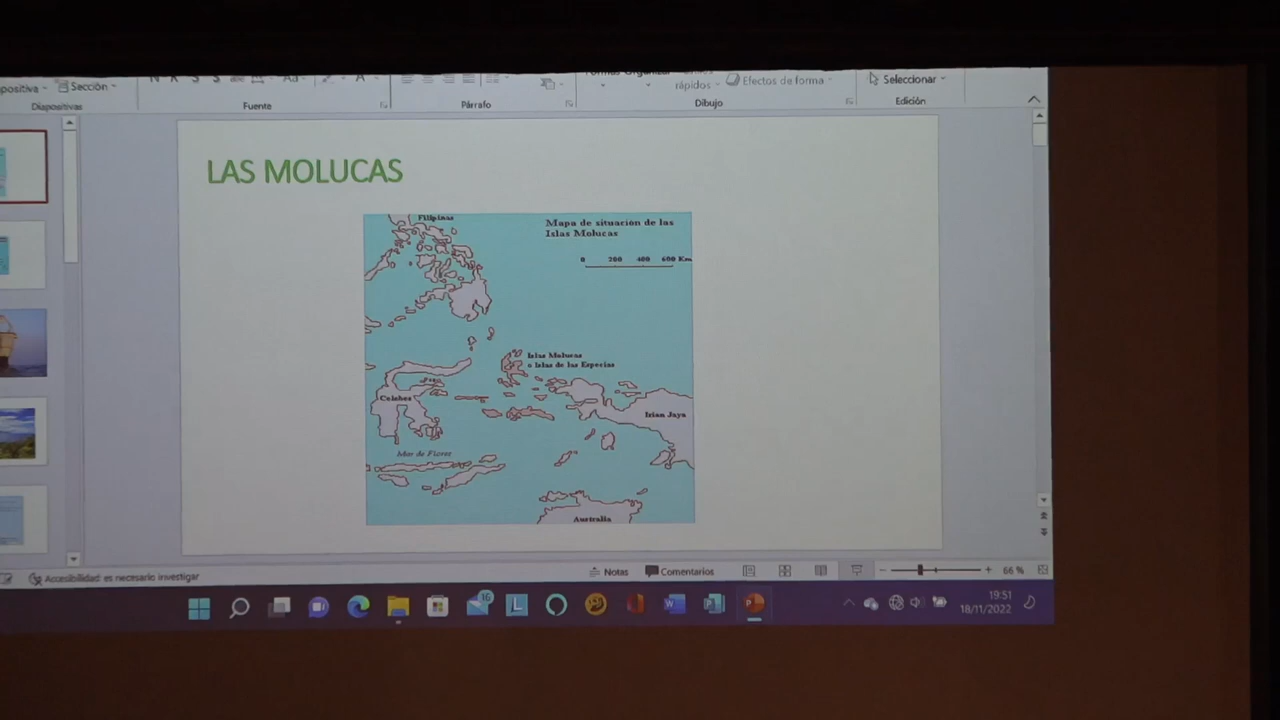 Sección
Efectos de forma
rápidos
Seleccionar
Diapositivas
Fuente
Párrafo
Dibujo
Edición
LAS MOLUCAS
Filipinas
Mapa de situación de las
Islas Molucas
0 200 400 600 Km
Islas Molucas
o Islas de las Especias
Celebes
Irian Jaya
Mar de Flores
Australia
Accesibilidad: es necesario investigar
Notas
Comentarios
66 %
16
19:51
18/11/2022